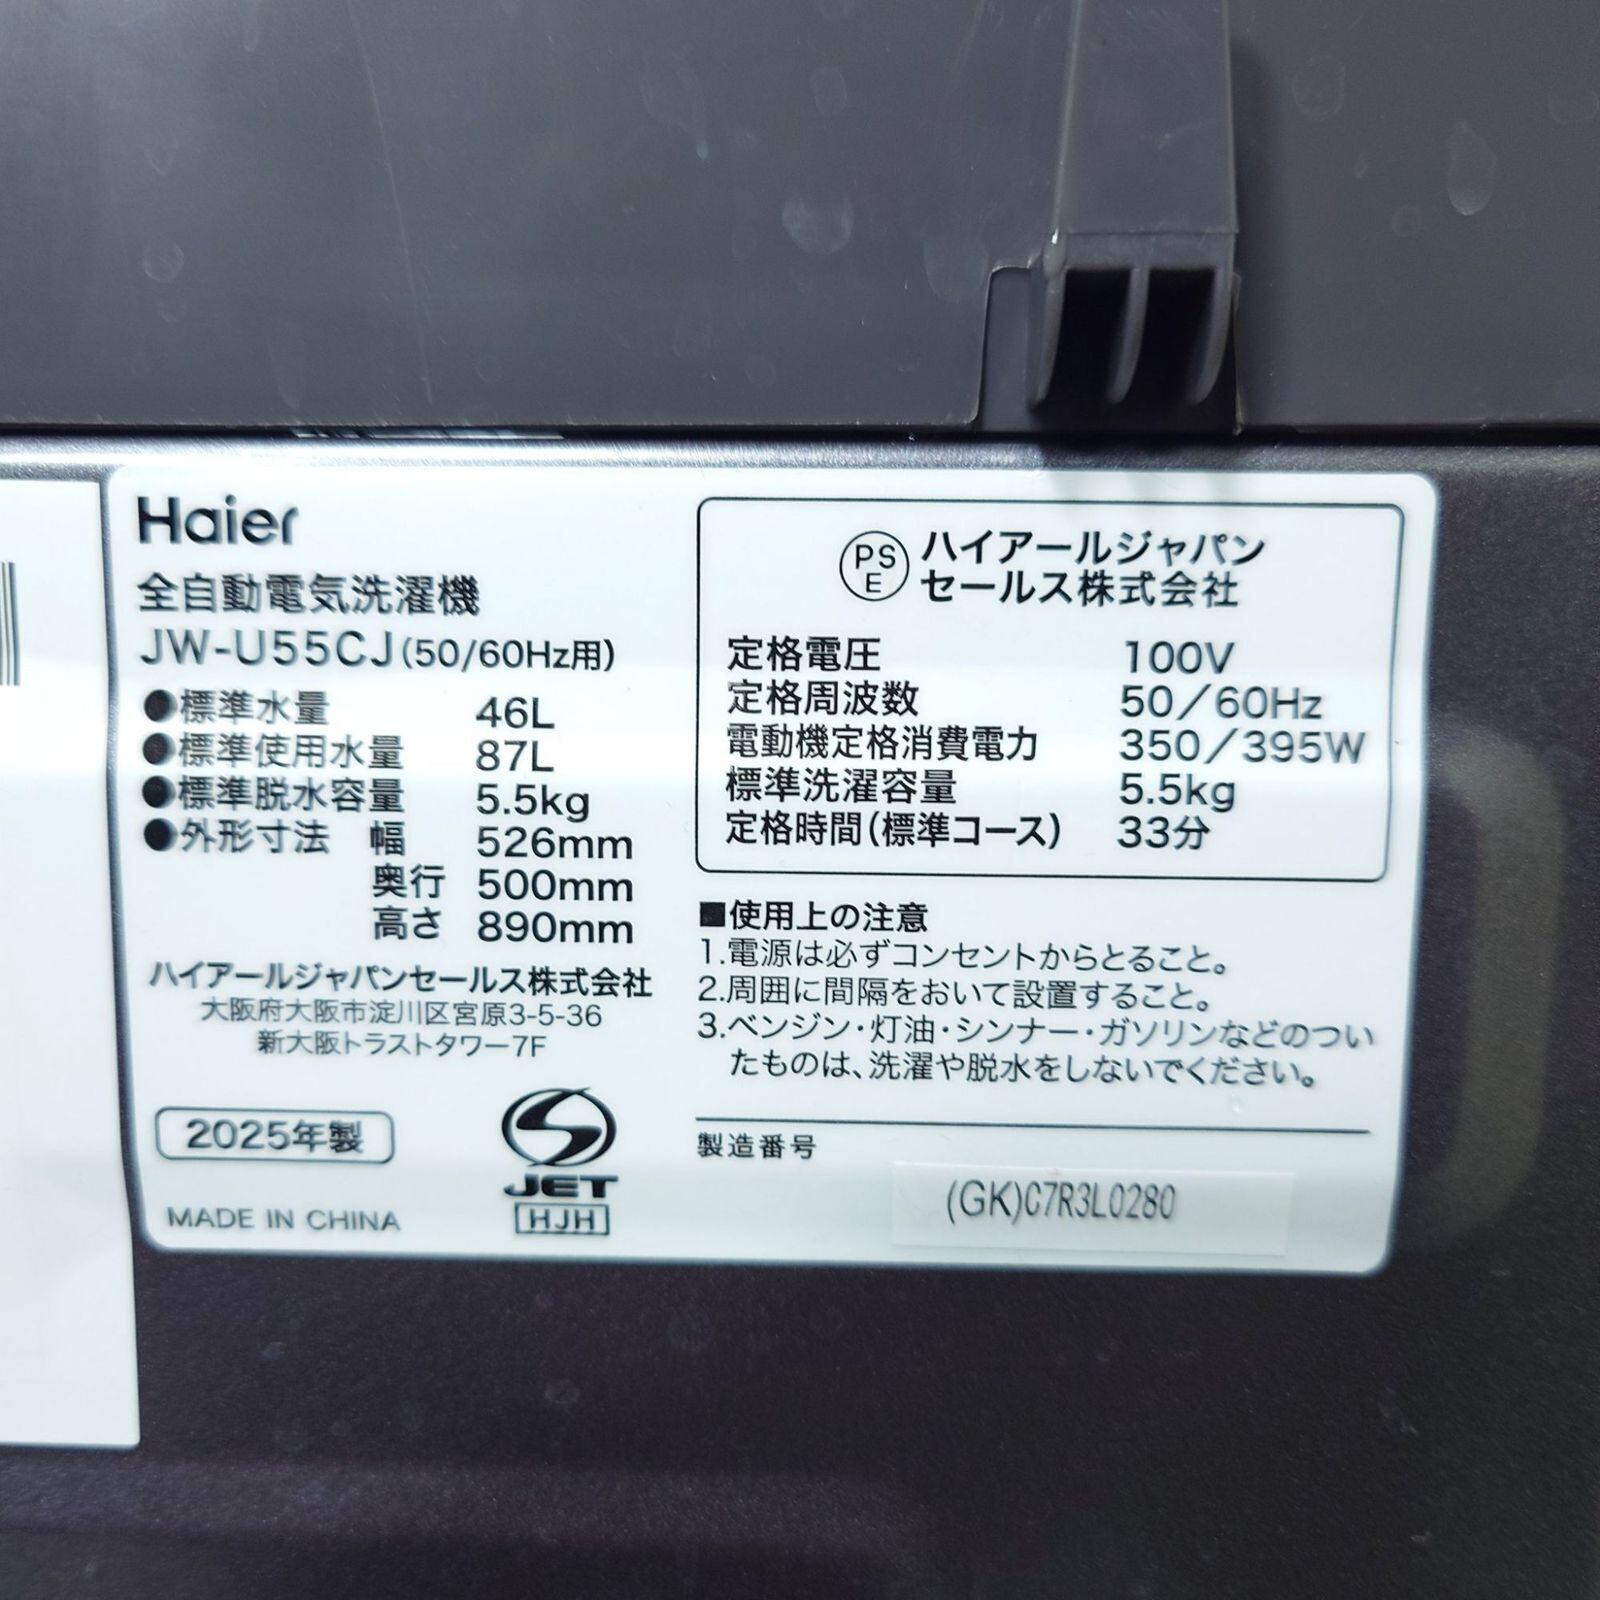 Haier
全自動電気洗濯機
JW-U55CJ(50/60Hz用)
●標準水量 46L
●標準使用水量 87L
●標準脱水容量 5.5kg
●外形寸法 幅 526mm
奥行 500mm
高さ 890mm
ハイアールジャパンセールス株式会社
大阪府大阪市淀川区宮原3-5-36
新大阪トラストタワー7F
2025年製
MADE IN CHINA
JET
HJH
PS
E
ハイアールジャパン
セールス株式会社
定格電圧 100V
定格周波数 50/60Hz
電動機定格消費電力 350/395W
標準洗濯容量 5.5kg
定格時間(標準コース) 33分
■使用上の注意
1.電源は必ずコンセントからとること。
2.周囲に間隔をおいて設置すること。
3.ベンジン・灯油・シンナー・ガソリンなどのつい
たものは、洗濯や脱水をしないでください。
製造番号
(GK)C7R3L0280